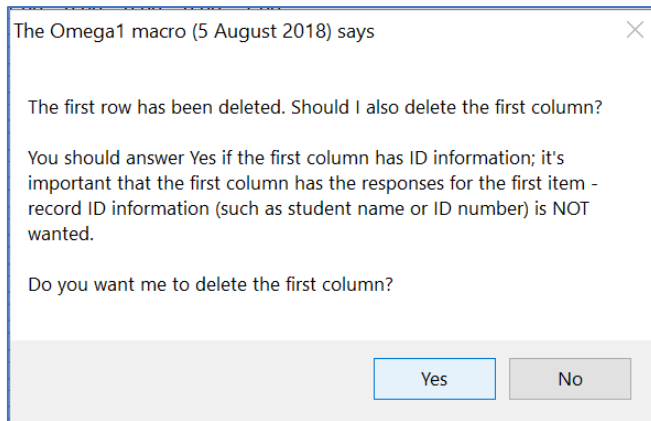 The Omega1 macro (5 August 2018) says
The first row has been deleted. Should I also delete the first column?
You should answer Yes if the first column has ID information; it's
important that the first column has the responses for the first item -
record ID information (such as student name or ID number) is NOT
wanted.
Do you want me to delete the first column?
Yes
No